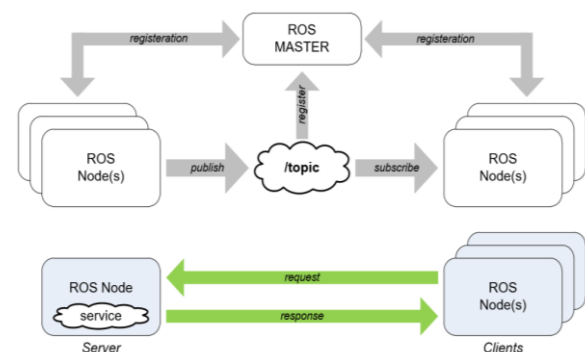 ROS
MASTER
registeration
registeration
register
ROS
Node(s)
publish
/topic
subscribe
ROS
Node(s)
ROS Node
service
request
response
ROS
Node(s)
Server
Clients